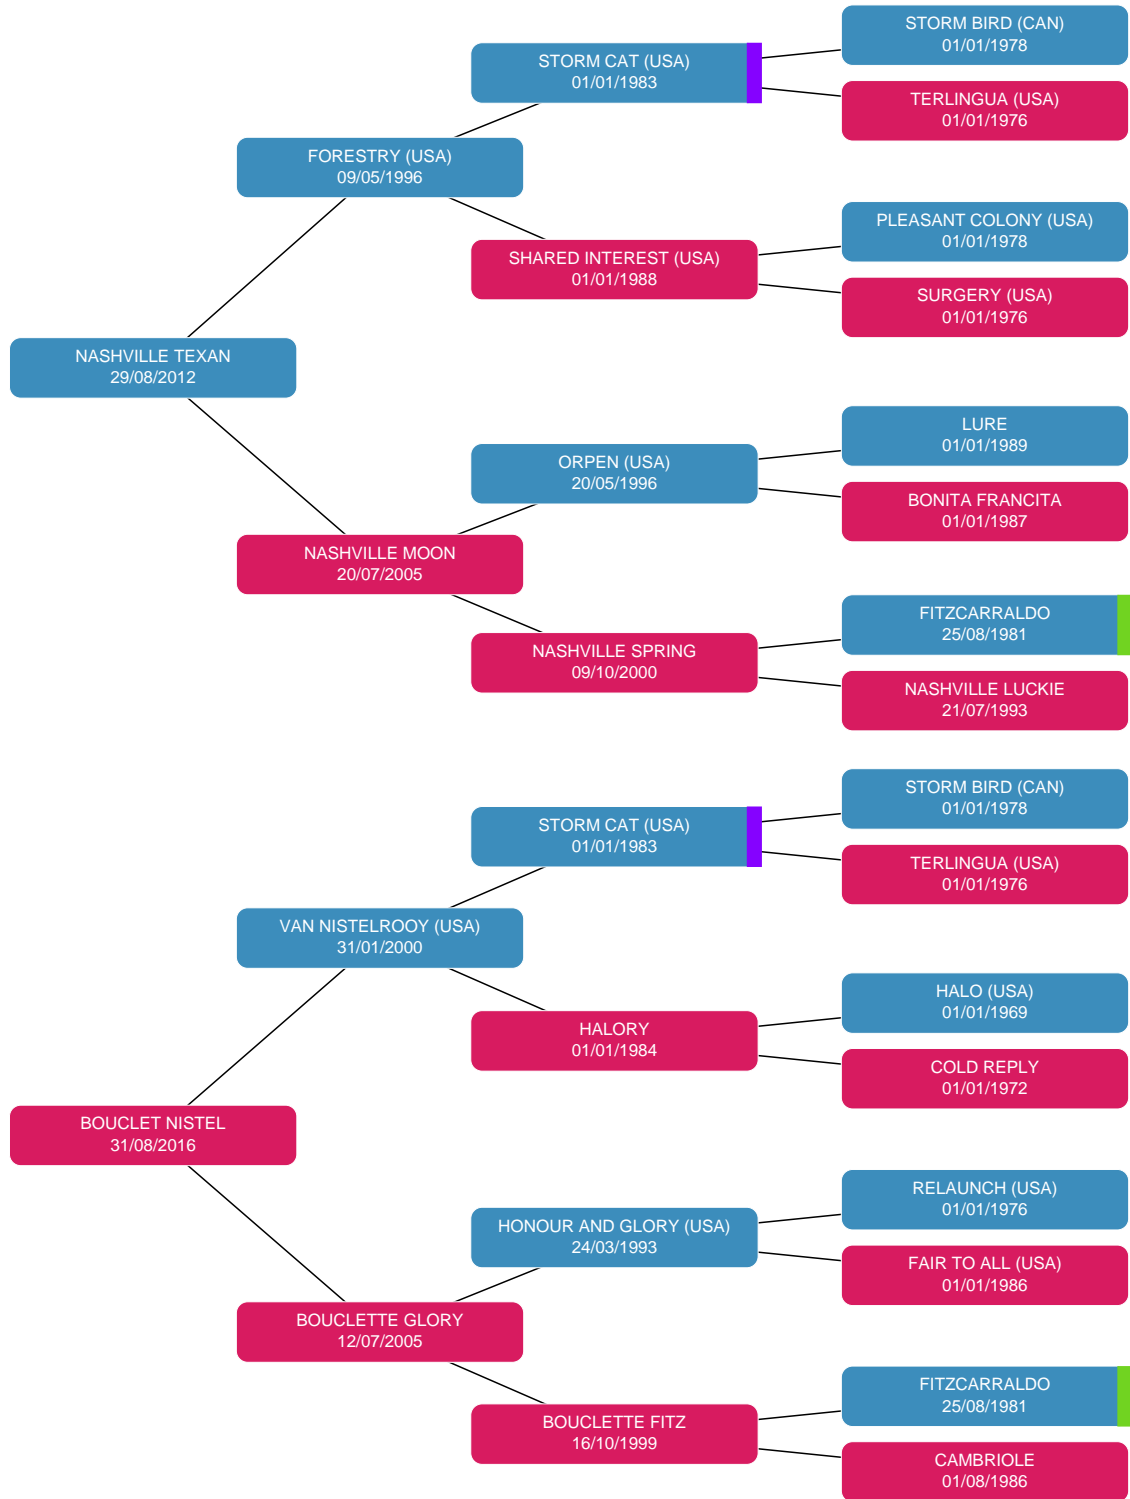 STORM BIRD (CAN)
01/01/1978
STORM CAT (USA)
01/01/1983
TERLINGUA (USA)
01/01/1976
FORESTRY (USA)
09/05/1996
PLEASANT COLONY (USA)
01/01/1978
SHARED INTEREST (USA)
01/01/1988
SURGERY (USA)
01/01/1976
NASHVILLE TEXAN
29/08/2012
LURE
01/01/1989
ORPEN (USA)
20/05/1996
BONITA FRANCITA
01/01/1987
NASHVILLE MOON
20/07/2005
FITZCARRALDO
25/08/1981
NASHVILLE SPRING
09/10/2000
NASHVILLE LUCKIE
21/07/1993
STORM BIRD (CAN)
01/01/1978
STORM CAT (USA)
01/01/1983
TERLINGUA (USA)
01/01/1976
VAN NISTELROOY (USA)
31/01/2000
HALO (USA)
01/01/1969
HALORY
01/01/1984
COLD REPLY
01/01/1972
BOUCLET NISTEL
31/08/2016
RELAUNCH (USA)
01/01/1976
HONOUR AND GLORY (USA)
24/03/1993
FAIR TO ALL (USA)
01/01/1986
BOUCLETTE GLORY
12/07/2005
FITZCARRALDO
25/08/1981
BOUCLETTE FITZ
16/10/1999
CAMBRIOLE
01/08/1986